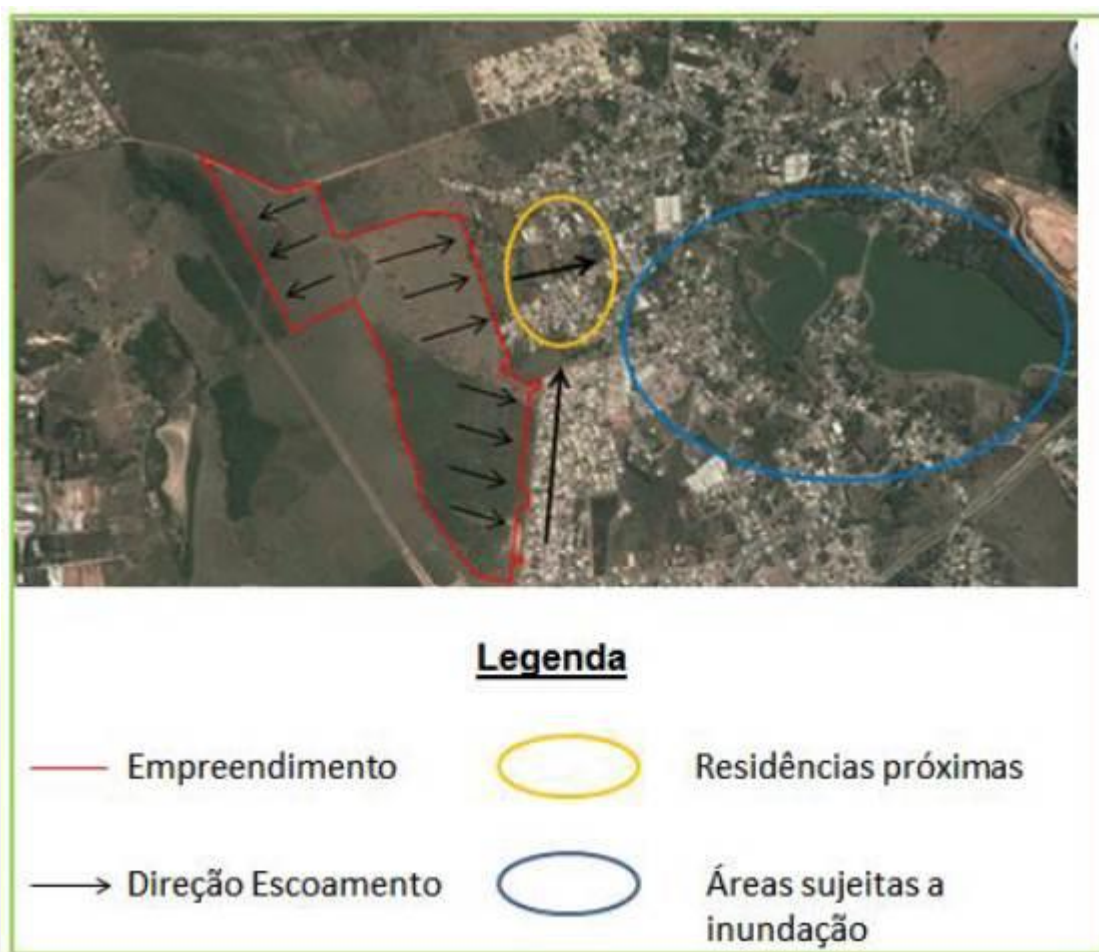 Legenda
Empreendimento
Residências próximas
Direção Escoamento
Áreas sujeitas a
inundação